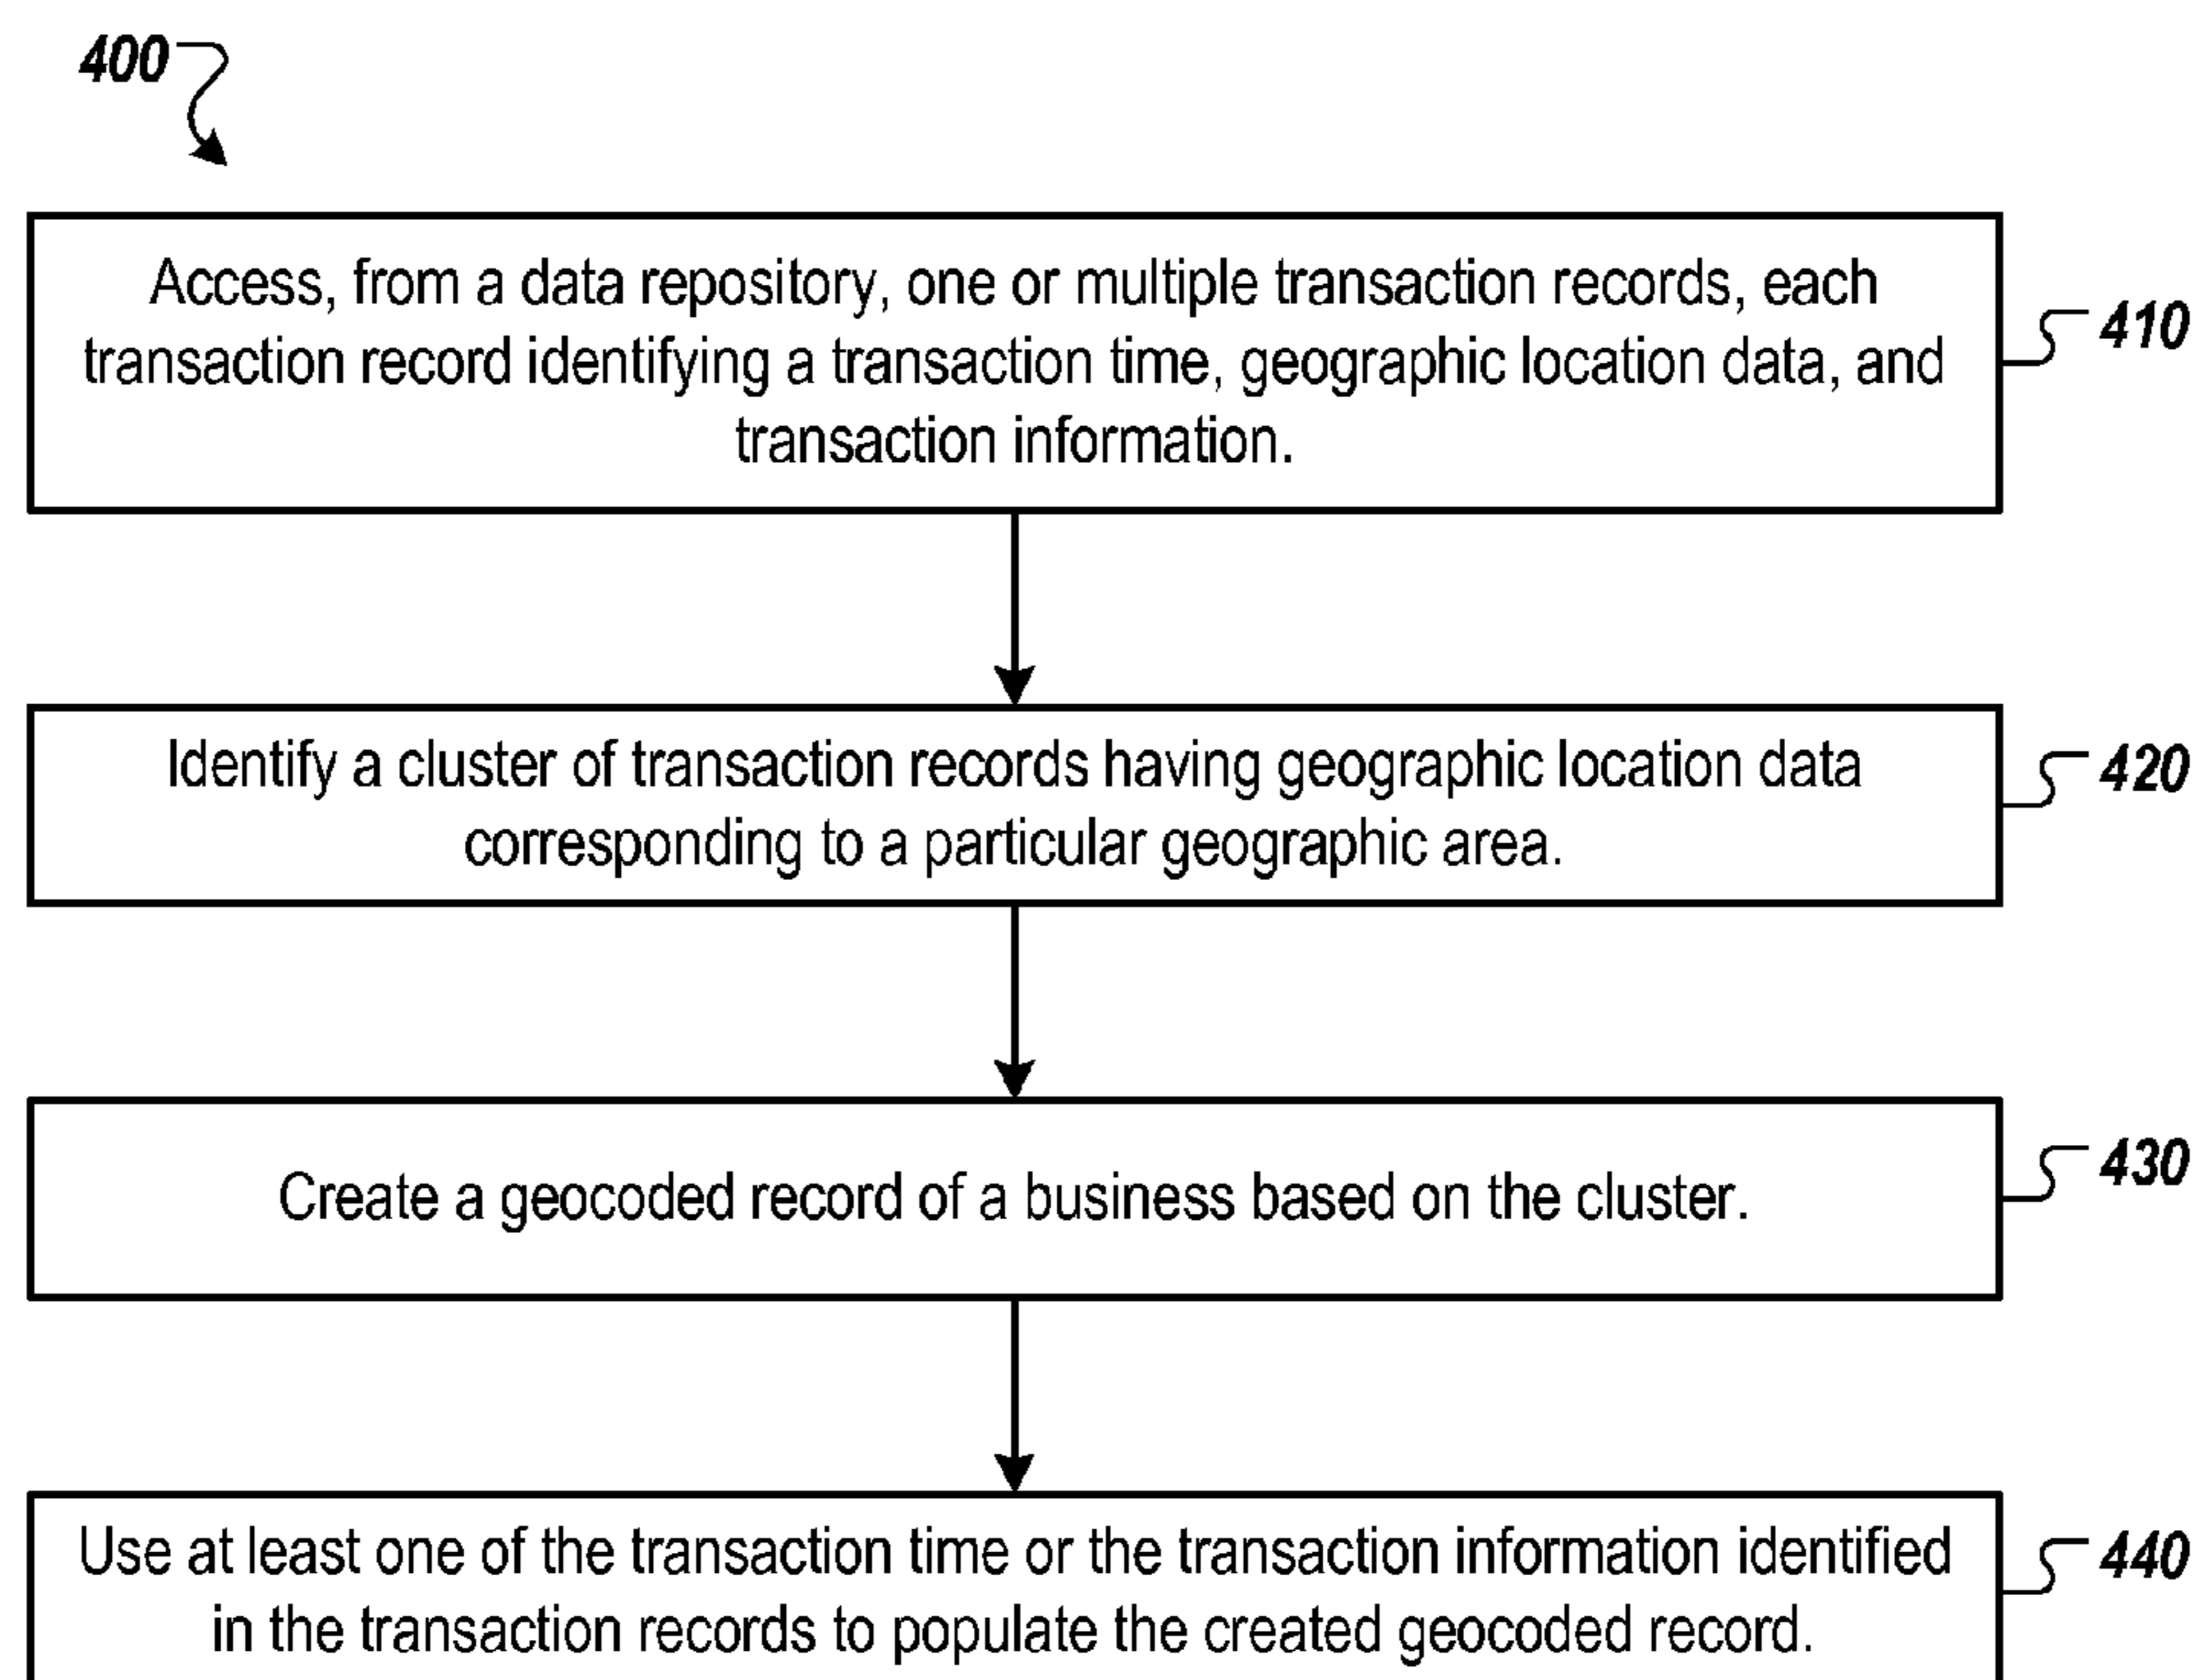 400
Access, from a data repository, one or multiple transaction records, each
transaction record identifying a transaction time, geographic location data, and
transaction information.
410
Identify a cluster of transaction records having geographic location data
corresponding to a particular geographic area.
420
Create a geocoded record of a business based on the cluster.
430
Use at least one of the transaction time or the transaction information identified
in the transaction records to populate the created geocoded record.
440